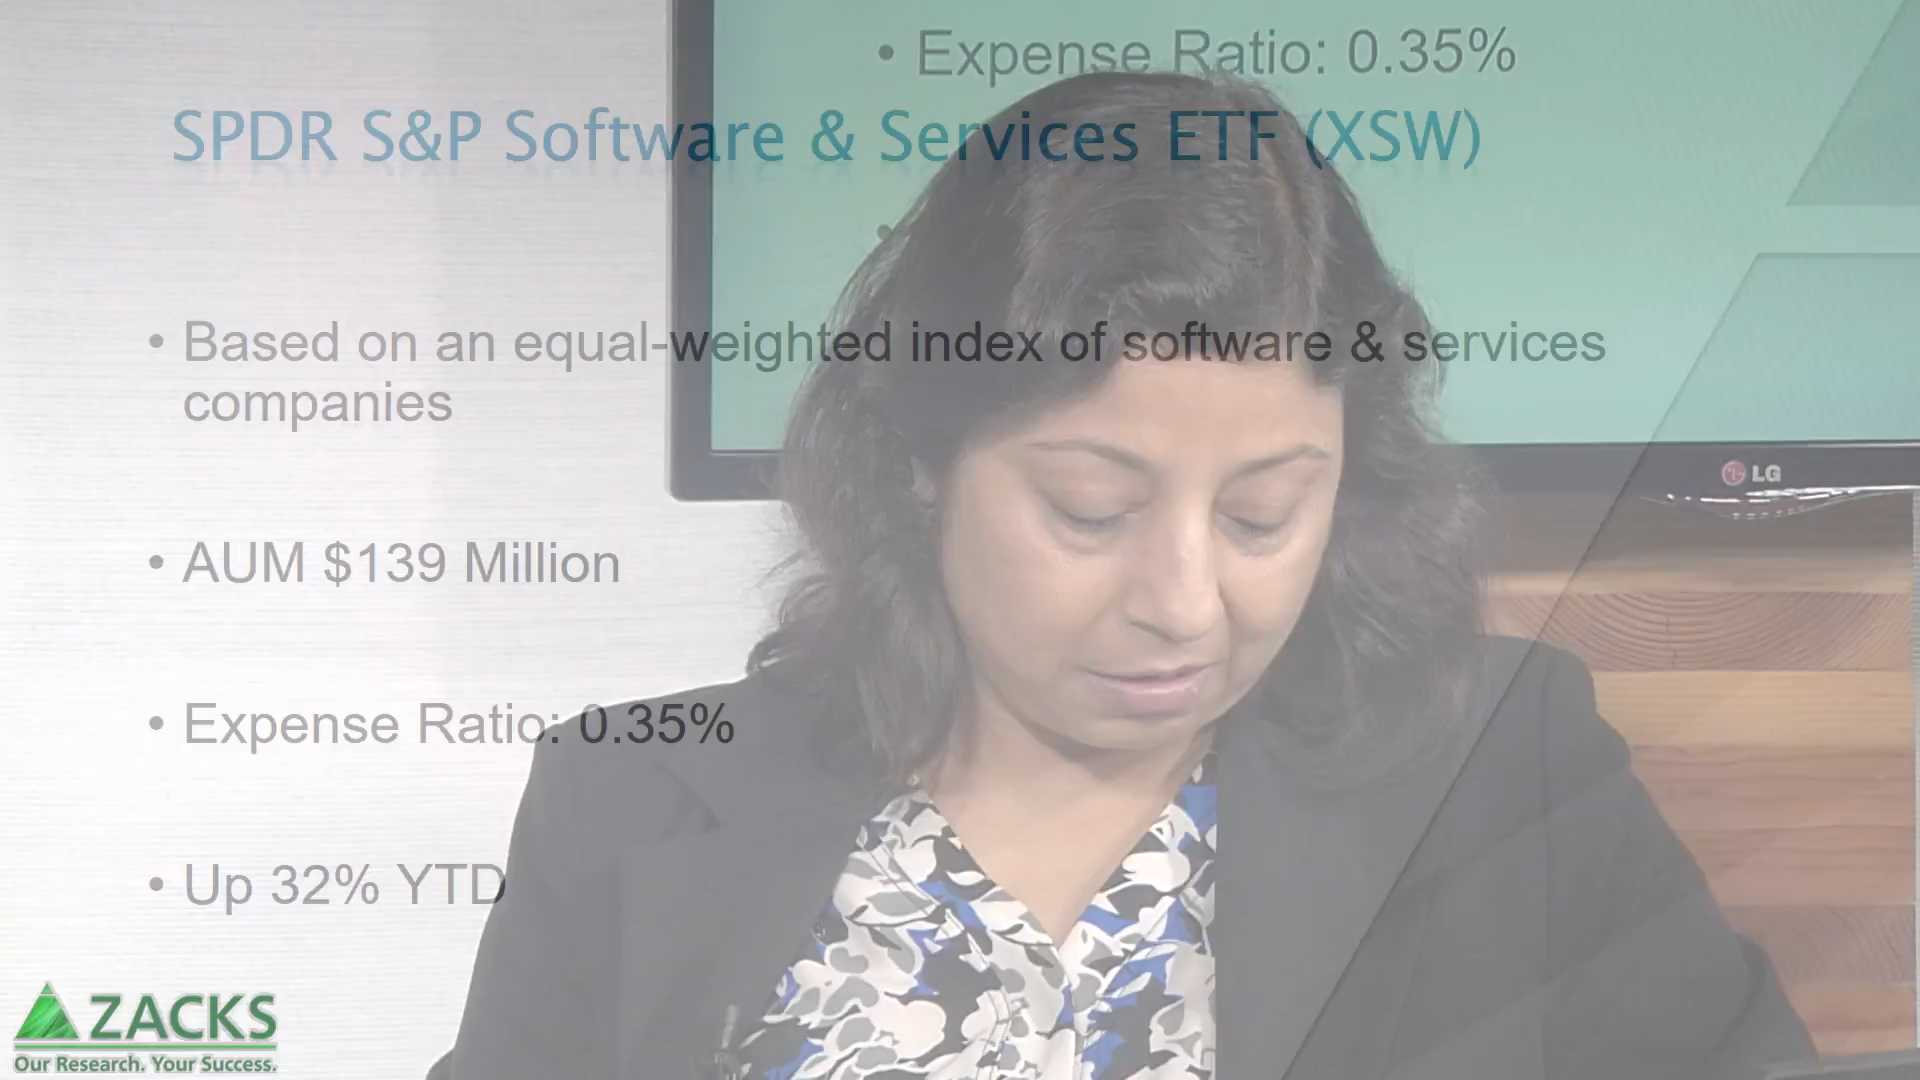 • Expense Ratio: 0.35%
SPDR S&P Software & Services ETF (XSW)
• Based on an equal-weighted index of software & services
companies
LG
• AUM $139 Million
• Expense Ratio: 0.35%
• Up 32% YTD
ZACKS
Our Research. Your Success.